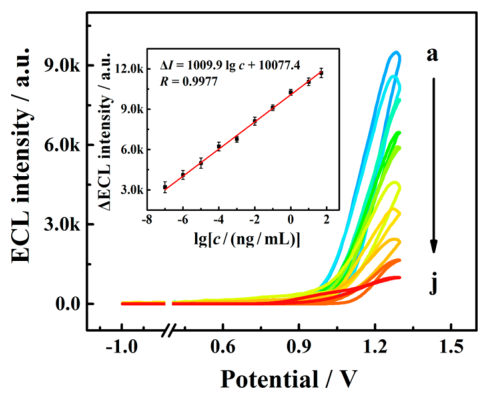 ECL intensity / a.u.
9.0k
6.0k
3.0k
0.0
-1.0
0.6
0.9
1.2
1.5
Potential / V
a
j
ΔECL intensity / a.u.
12.0k
9.0k
6.0k
3.0k
ΔI = 1009.9 lg c + 10077.4
R = 0.9977
-8
-6
-4
-2
0
2
lg[c / (ng / mL)]